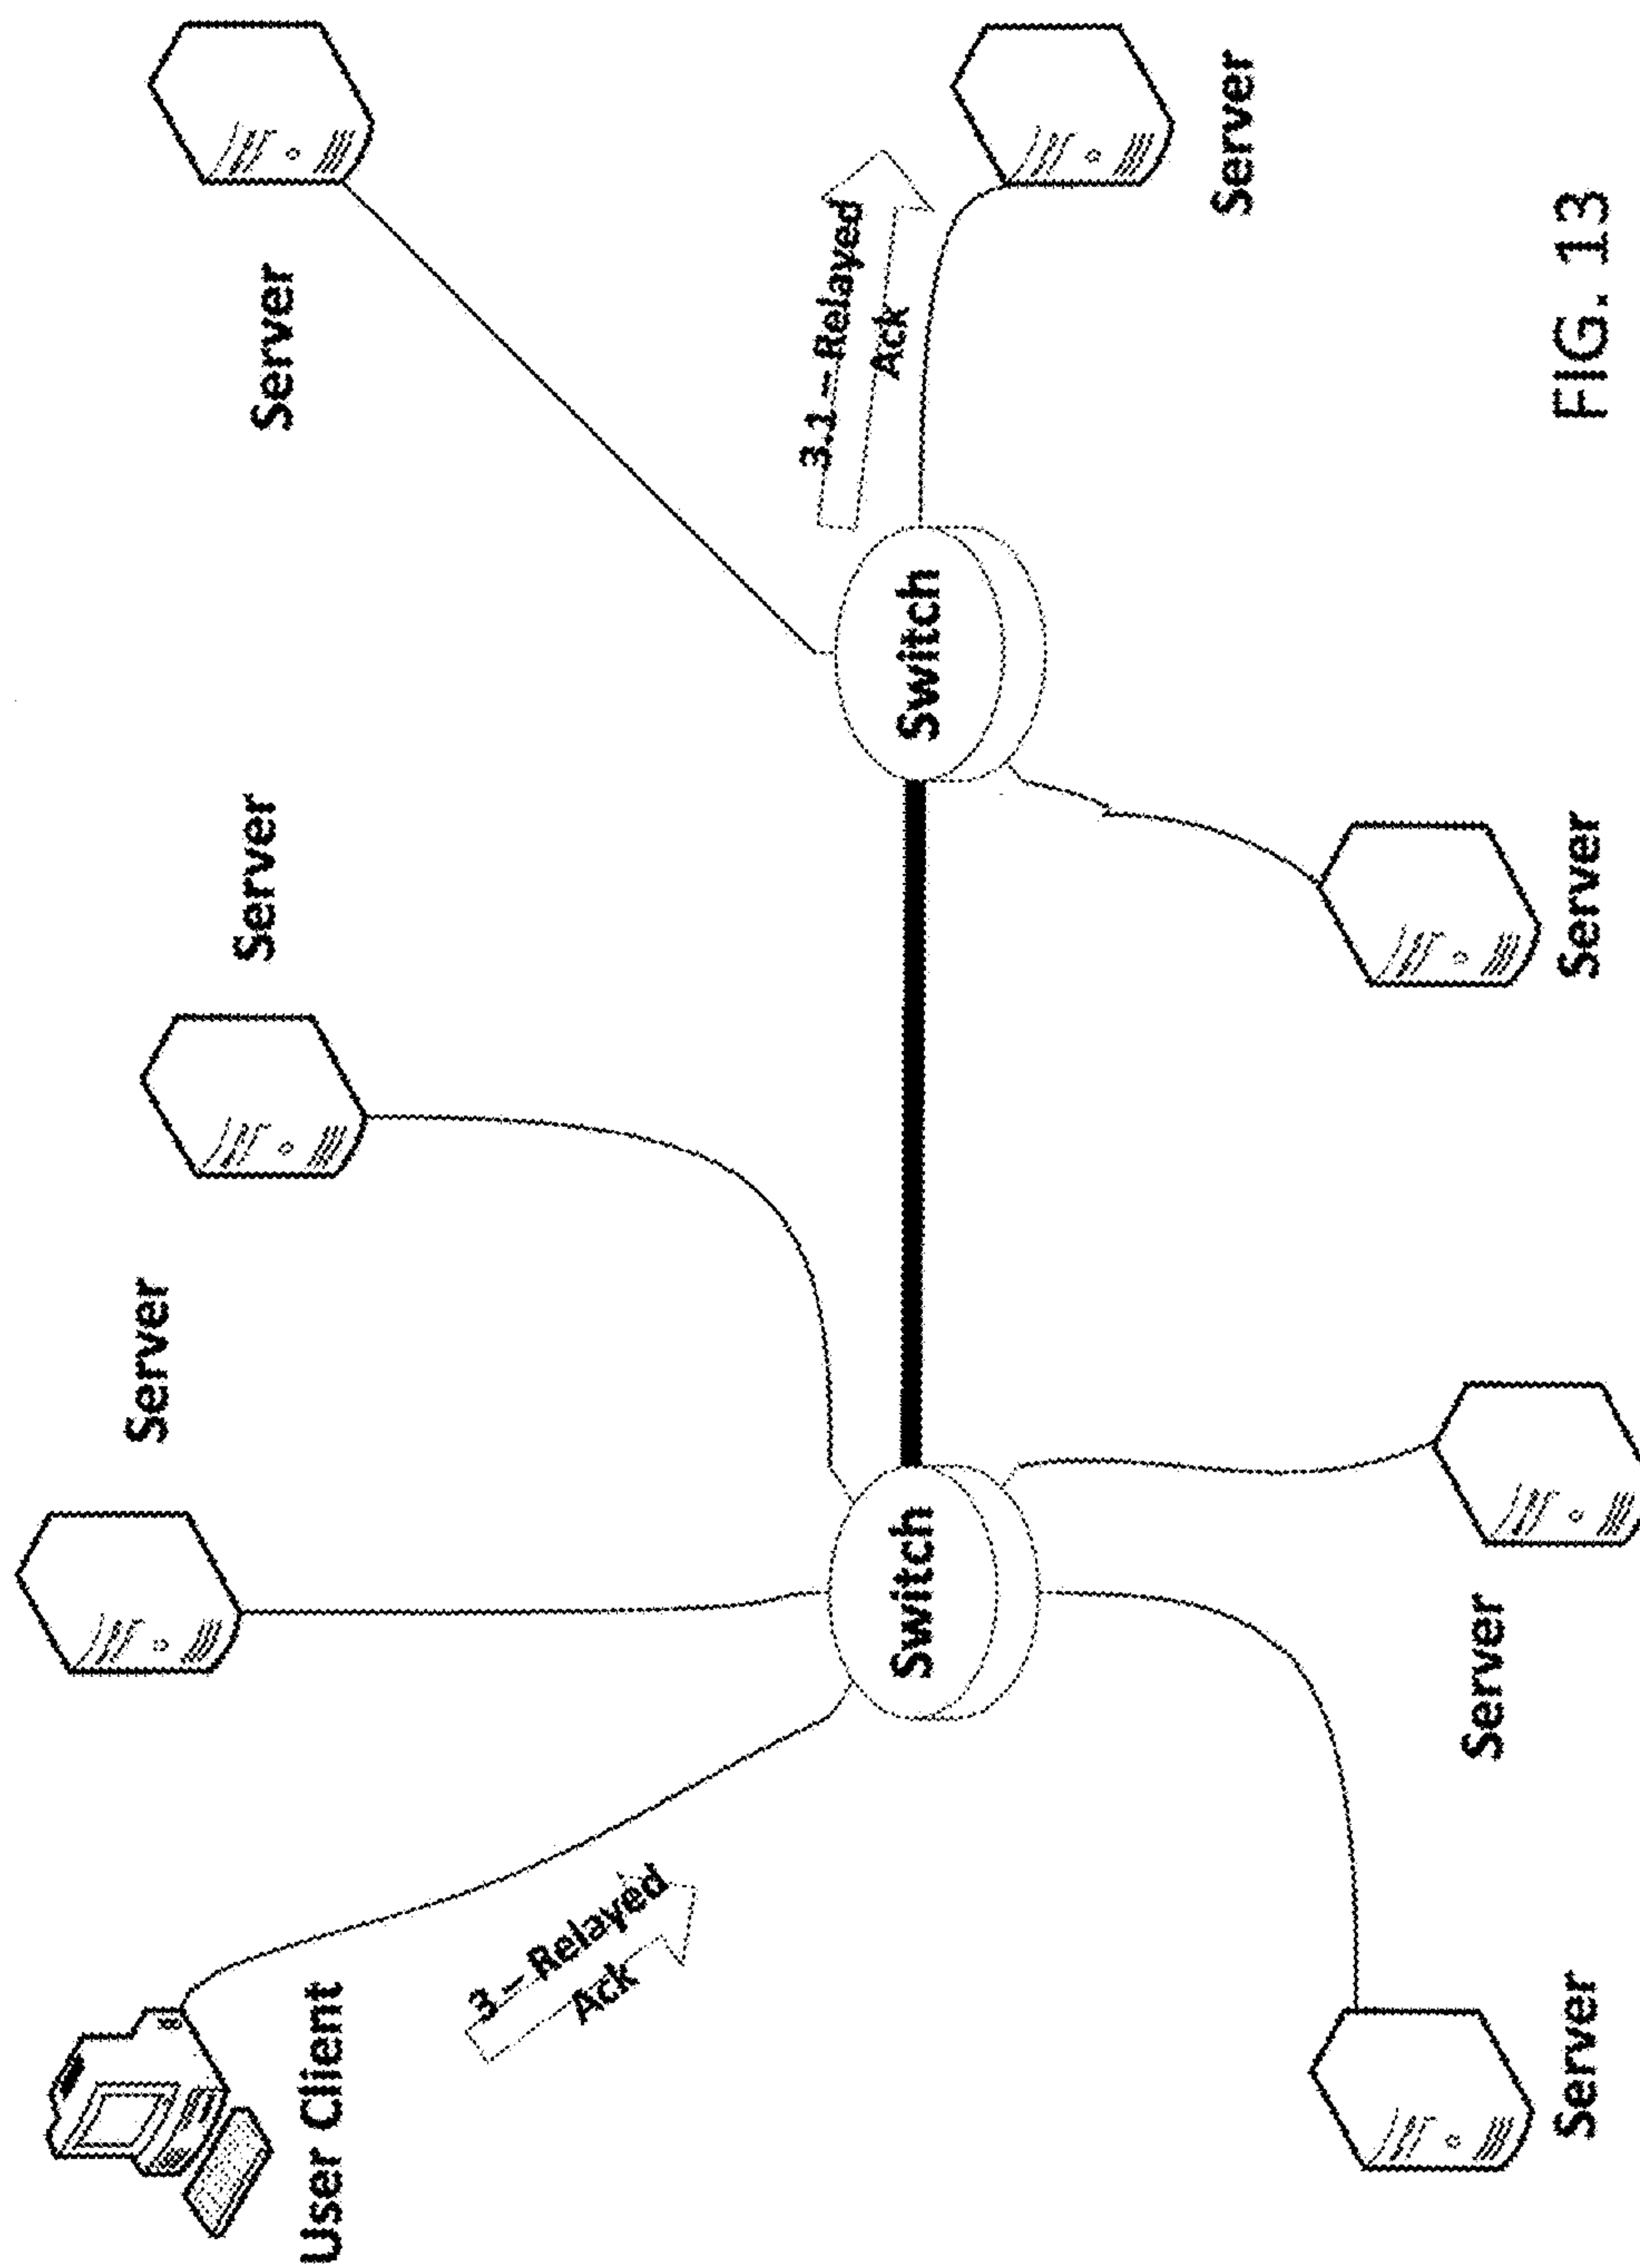 User Client
3 – Relayed
Ack
Server
Server
Server
Switch
Switch
3.1 – Relayed
Ack
Server
Server
Server
Server
FIG. 13